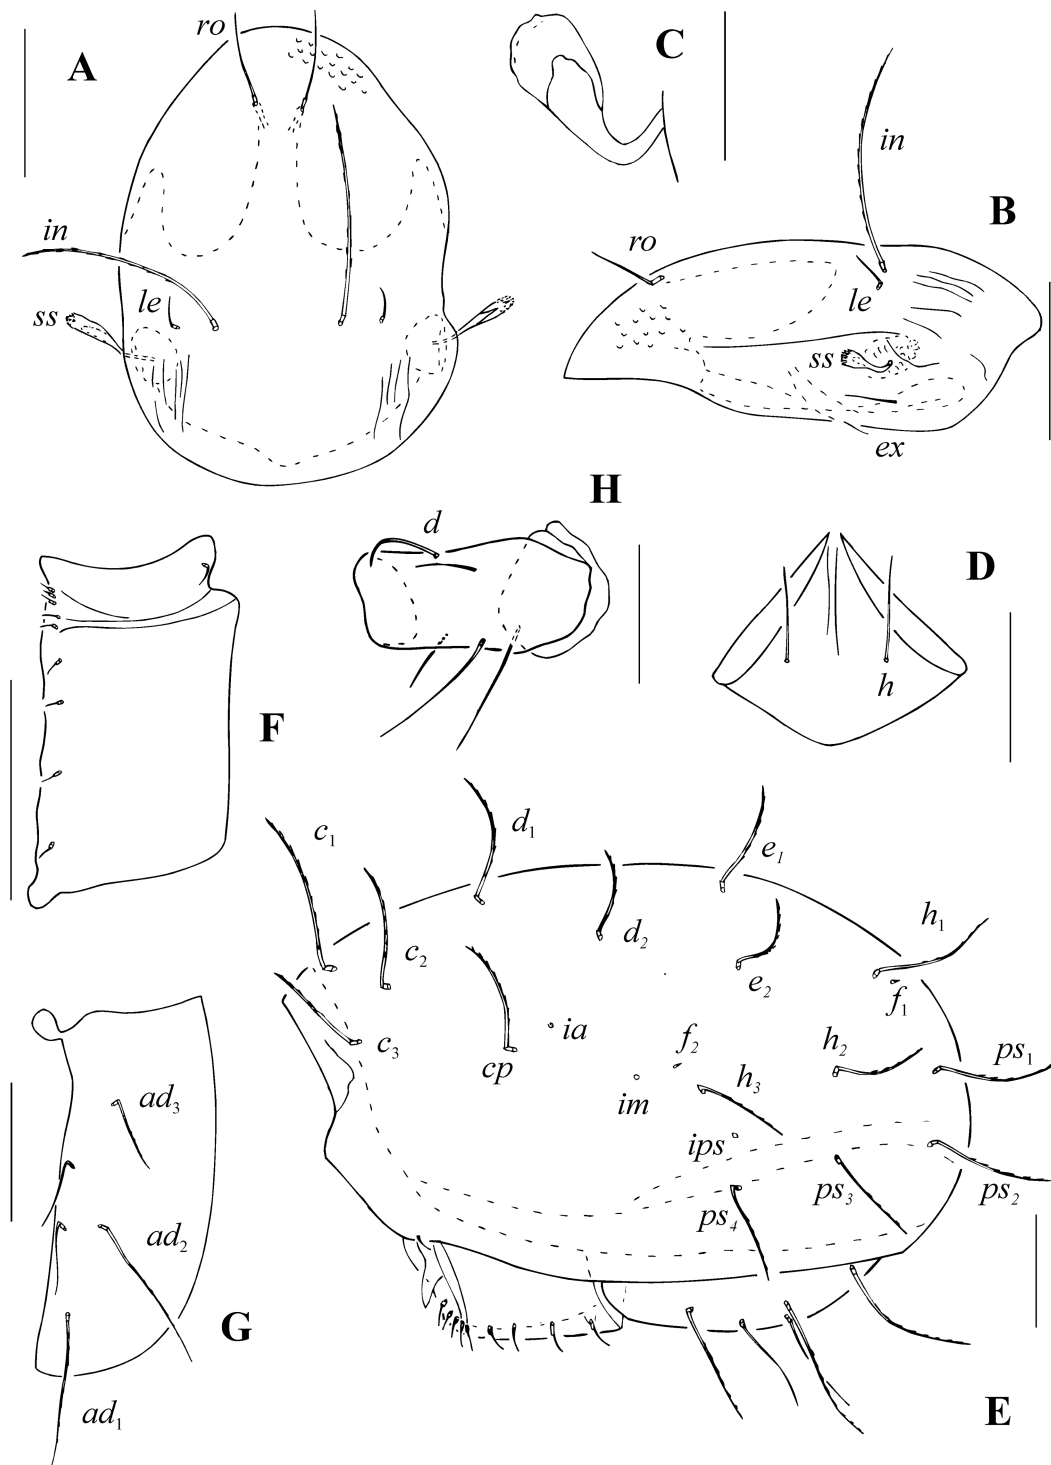 A
ro
in
le
ss
C
B
in
ro
le
ss
ex
H
d
D
h
F
E
c1
c2
c3
cp
d1
d2
e1
e2
h1
f1
ia
im
f2
h2
h3
ips
ps1
ps2
ps3
ps4
G
ad3
ad2
ad1